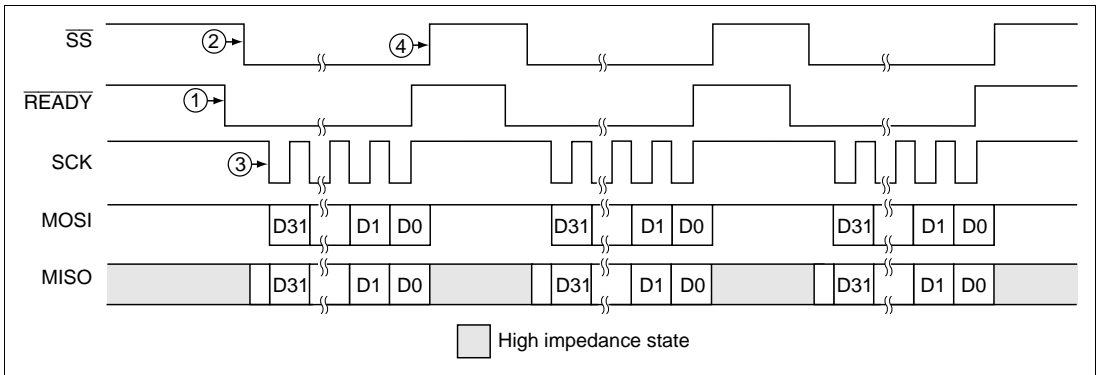 SS ② ④
READY ①
SCK ③
MOSI D31 D1 D0 D31 D1 D0 D31 D1 D0
MISO D31 D1 D0 D31 D1 D0 D31 D1 D0
High impedance state